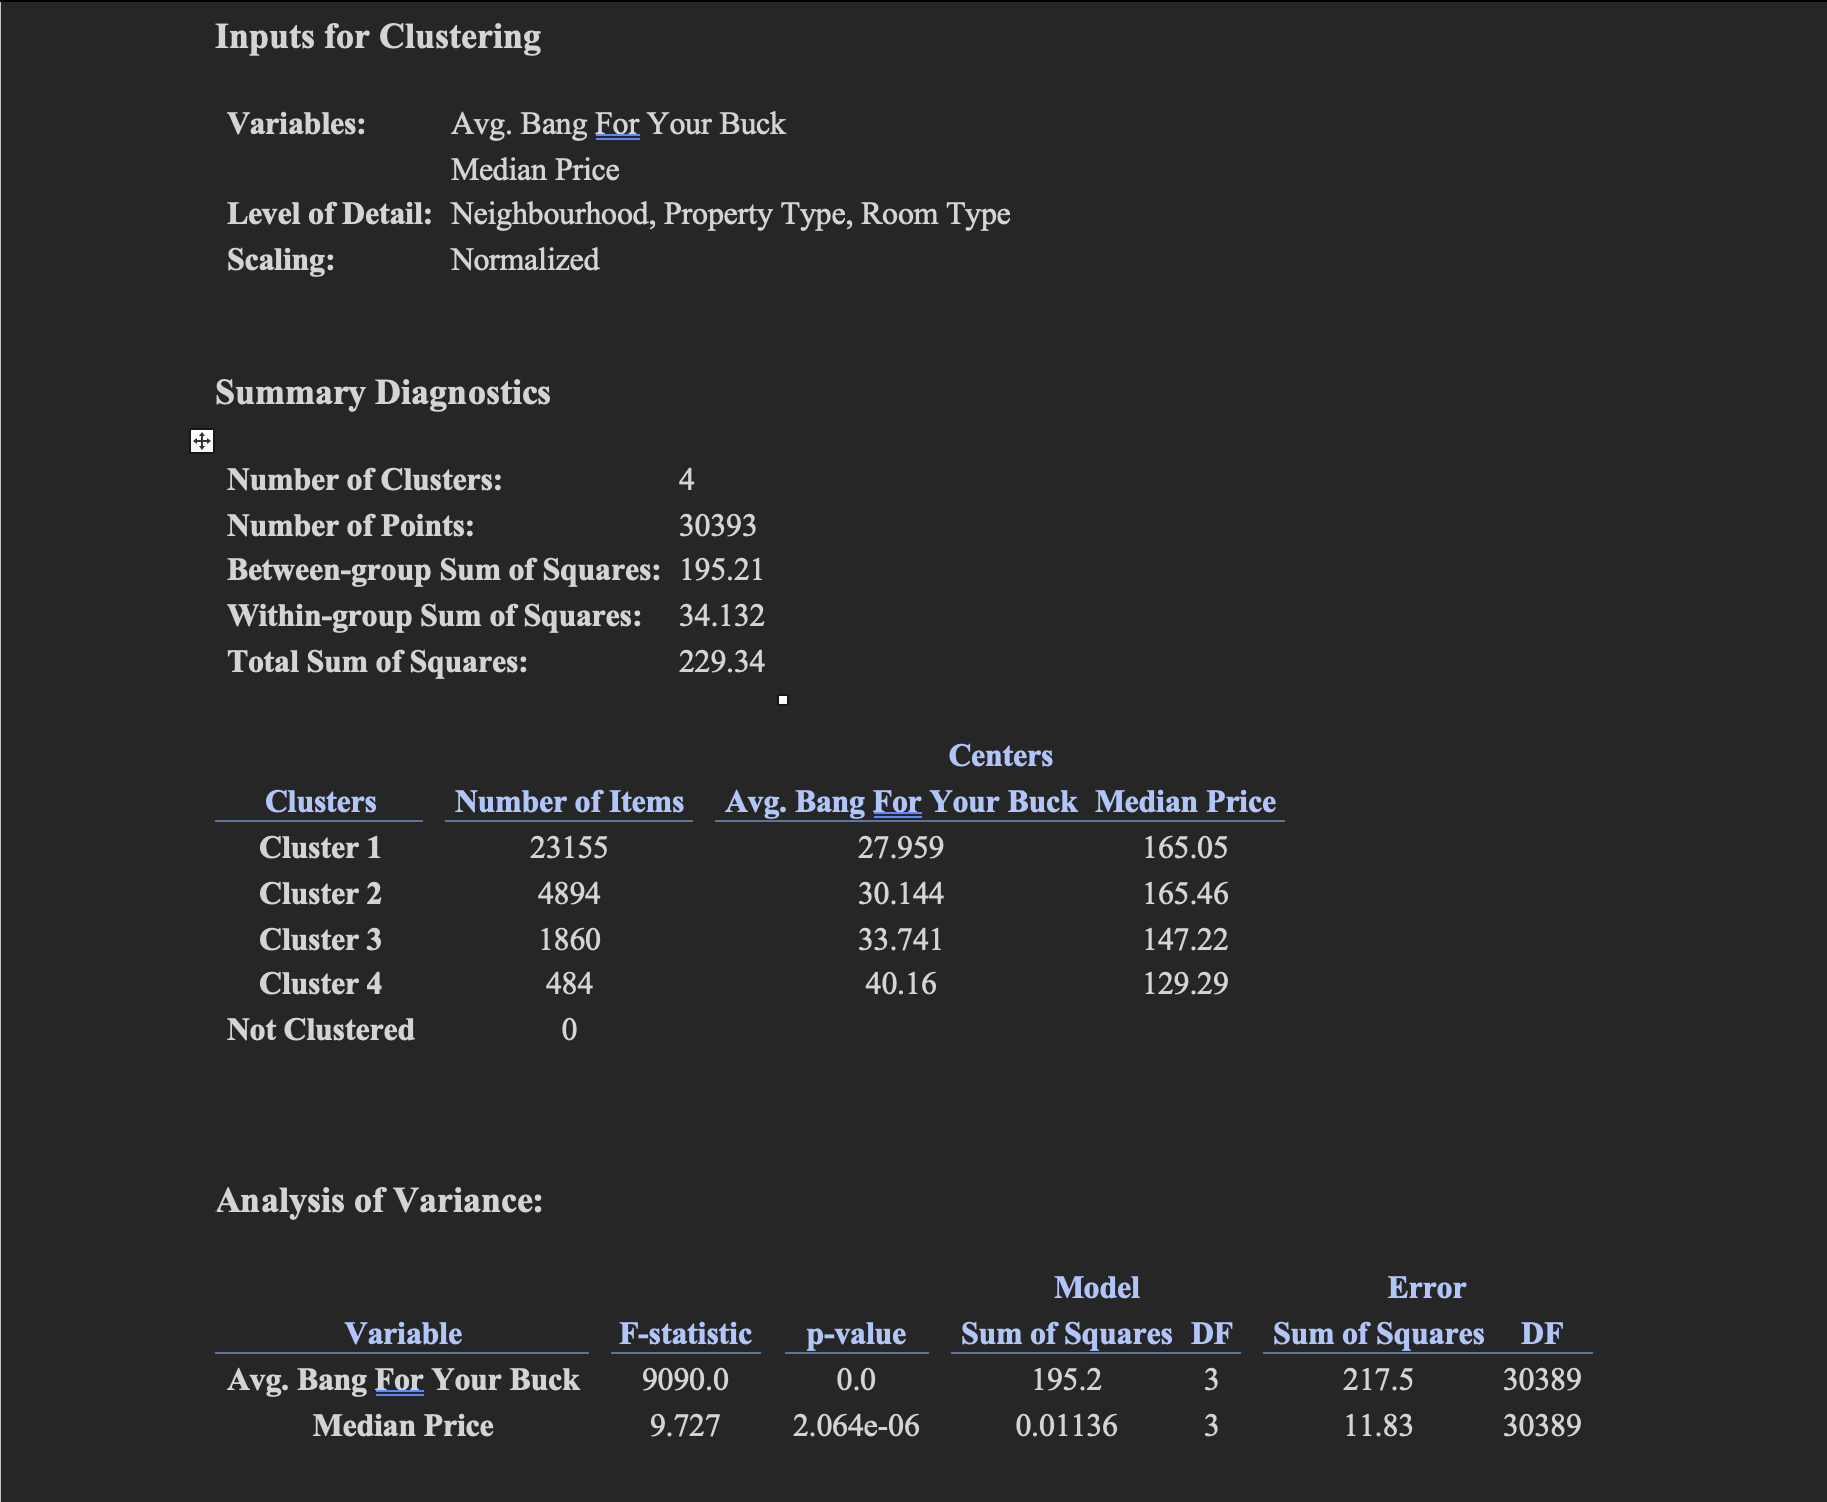 Inputs for Clustering
Variables: Avg. Bang For Your Buck
Median Price
Level of Detail: Neighbourhood, Property Type, Room Type
Scaling: Normalized
Summary Diagnostics
Number of Clusters: 4
Number of Points: 30393
Between-group Sum of Squares: 195.21
Within-group Sum of Squares: 34.132
Total Sum of Squares: 229.34
Centers
Clusters Number of Items Avg. Bang For Your Buck Median Price
Cluster 1 23155 27.959 165.05
Cluster 2 4894 30.144 165.46
Cluster 3 1860 33.741 147.22
Cluster 4 484 40.16 129.29
Not Clustered 0
Analysis of Variance:
Model Error
Variable F-statistic p-value Sum of Squares DF Sum of Squares DF
Avg. Bang For Your Buck 9090.0 0.0 195.2 3 217.5 30389
Median Price 9.727 2.064e-06 0.01136 3 11.83 30389